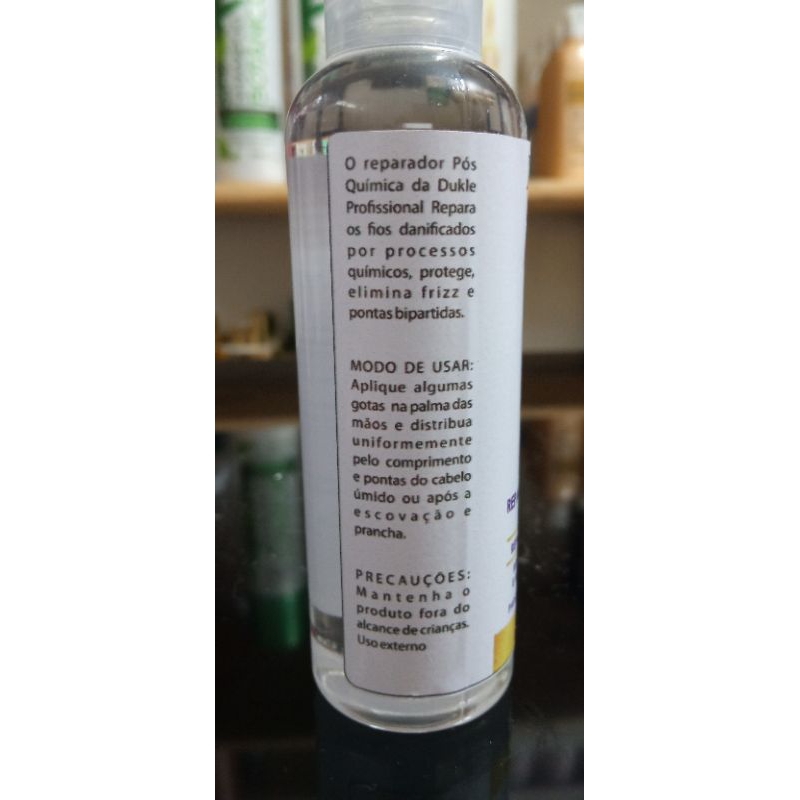 O reparador Pós
Química da Dukle
Profissional Repara
os fios danificados
por processos
químicos, protege,
elimina frizz e
pontas bipartidas.
MODO DE USAR:
Aplique algumas
gotas na palma das
mãos e distribua
uniformemente
pelo comprimento
e pontas do cabelo
úmido ou após a
escovação e
prancha.
PRECAUÇÕES:
Mantenha o
produto fora do
alcance de crianças.
Uso externo